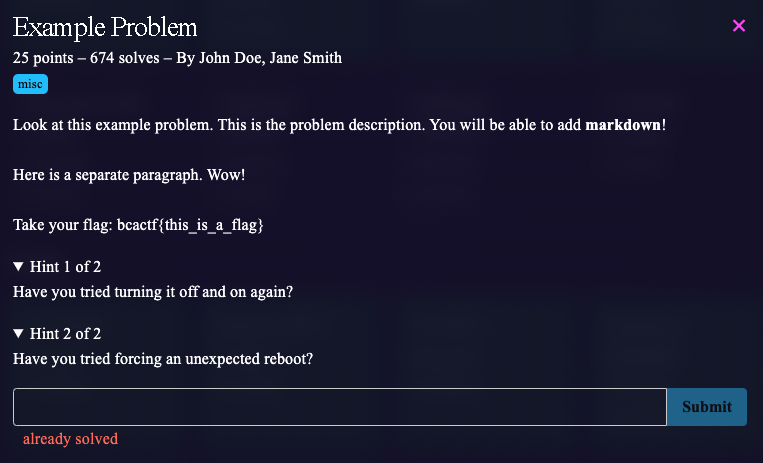 Example Problem
25 points – 674 solves – By John Doe, Jane Smith
misc
Look at this example problem. This is the problem description. You will be able to add markdown!
Here is a separate paragraph. Wow!
Take your flag: bcactf{this_is_a_flag}
▼ Hint 1 of 2
Have you tried turning it off and on again?
▼ Hint 2 of 2
Have you tried forcing an unexpected reboot?
Submit
already solved